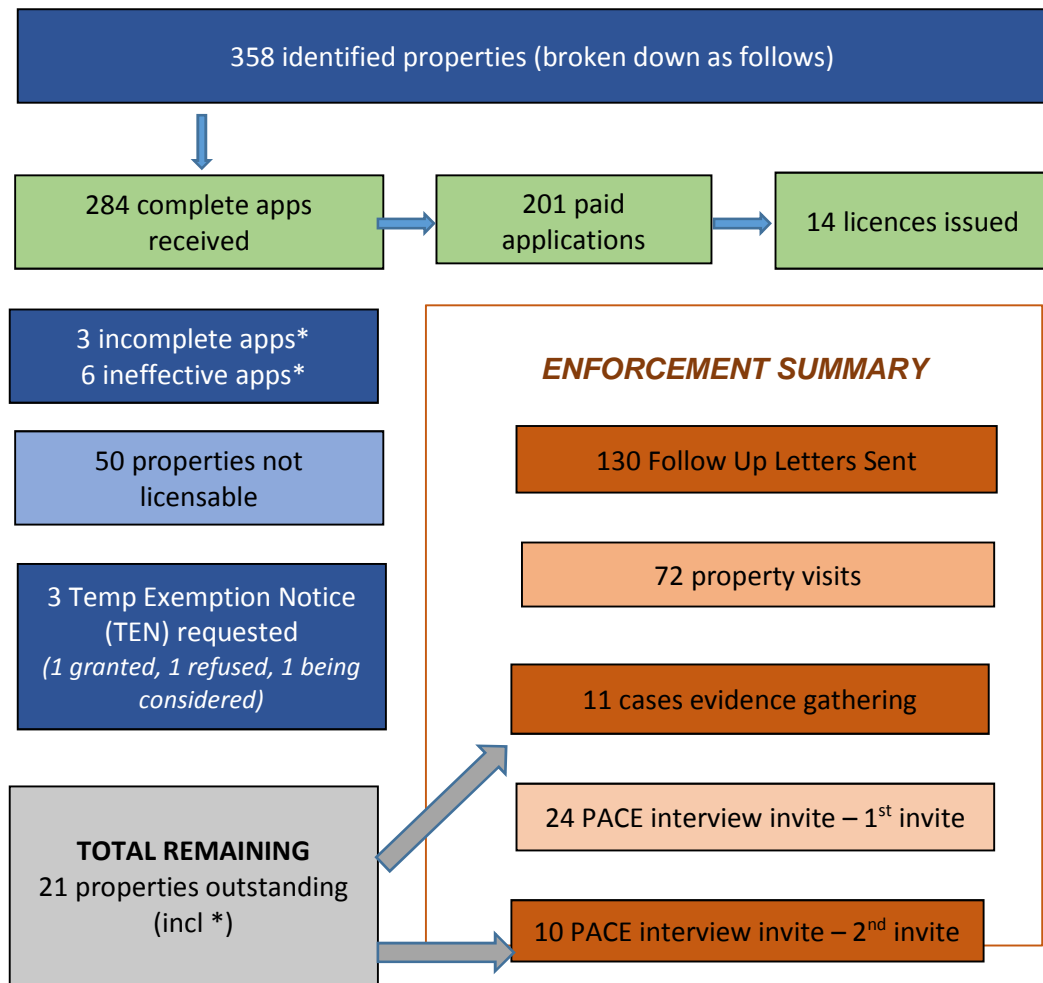 358 identified properties (broken down as follows)
284 complete apps
received
201 paid
applications
14 licences issued
3 incomplete apps*
6 ineffective apps*
50 properties not
licensable
3 Temp Exemption Notice
(TEN) requested
(1 granted, 1 refused, 1 being
considered)
TOTAL REMAINING
21 properties outstanding
(incl *)
ENFORCEMENT SUMMARY
130 Follow Up Letters Sent
72 property visits
11 cases evidence gathering
24 PACE interview invite – 1st invite
10 PACE interview invite – 2nd invite